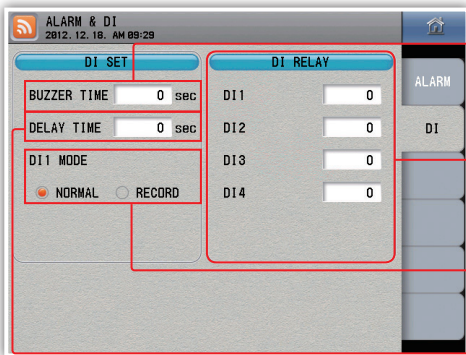 ALARM & DI
2012. 12. 18. AM 09:29
DI SET
BUZZER TIME 0 sec
DELAY TIME 0 sec
DI1 MODE
NORMAL RECORD
DI RELAY
DI1 0
DI2 0
DI3 0
DI4 0
ALARM
DI